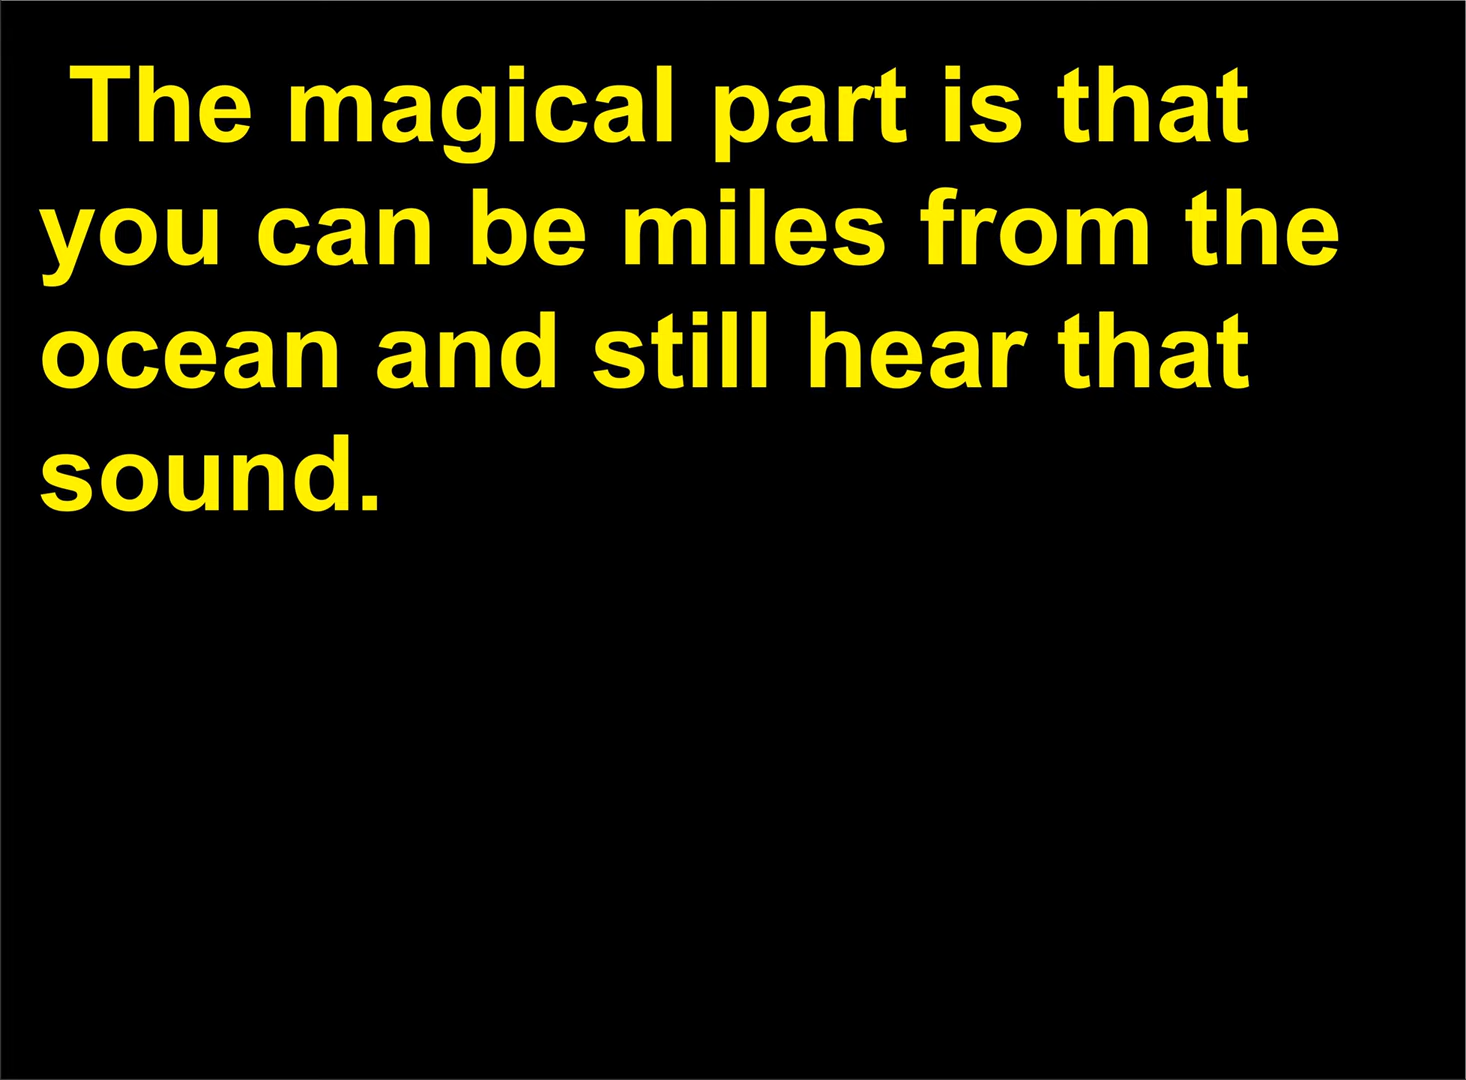 The magical part is that
you can be miles from the
ocean and still hear that
sound.